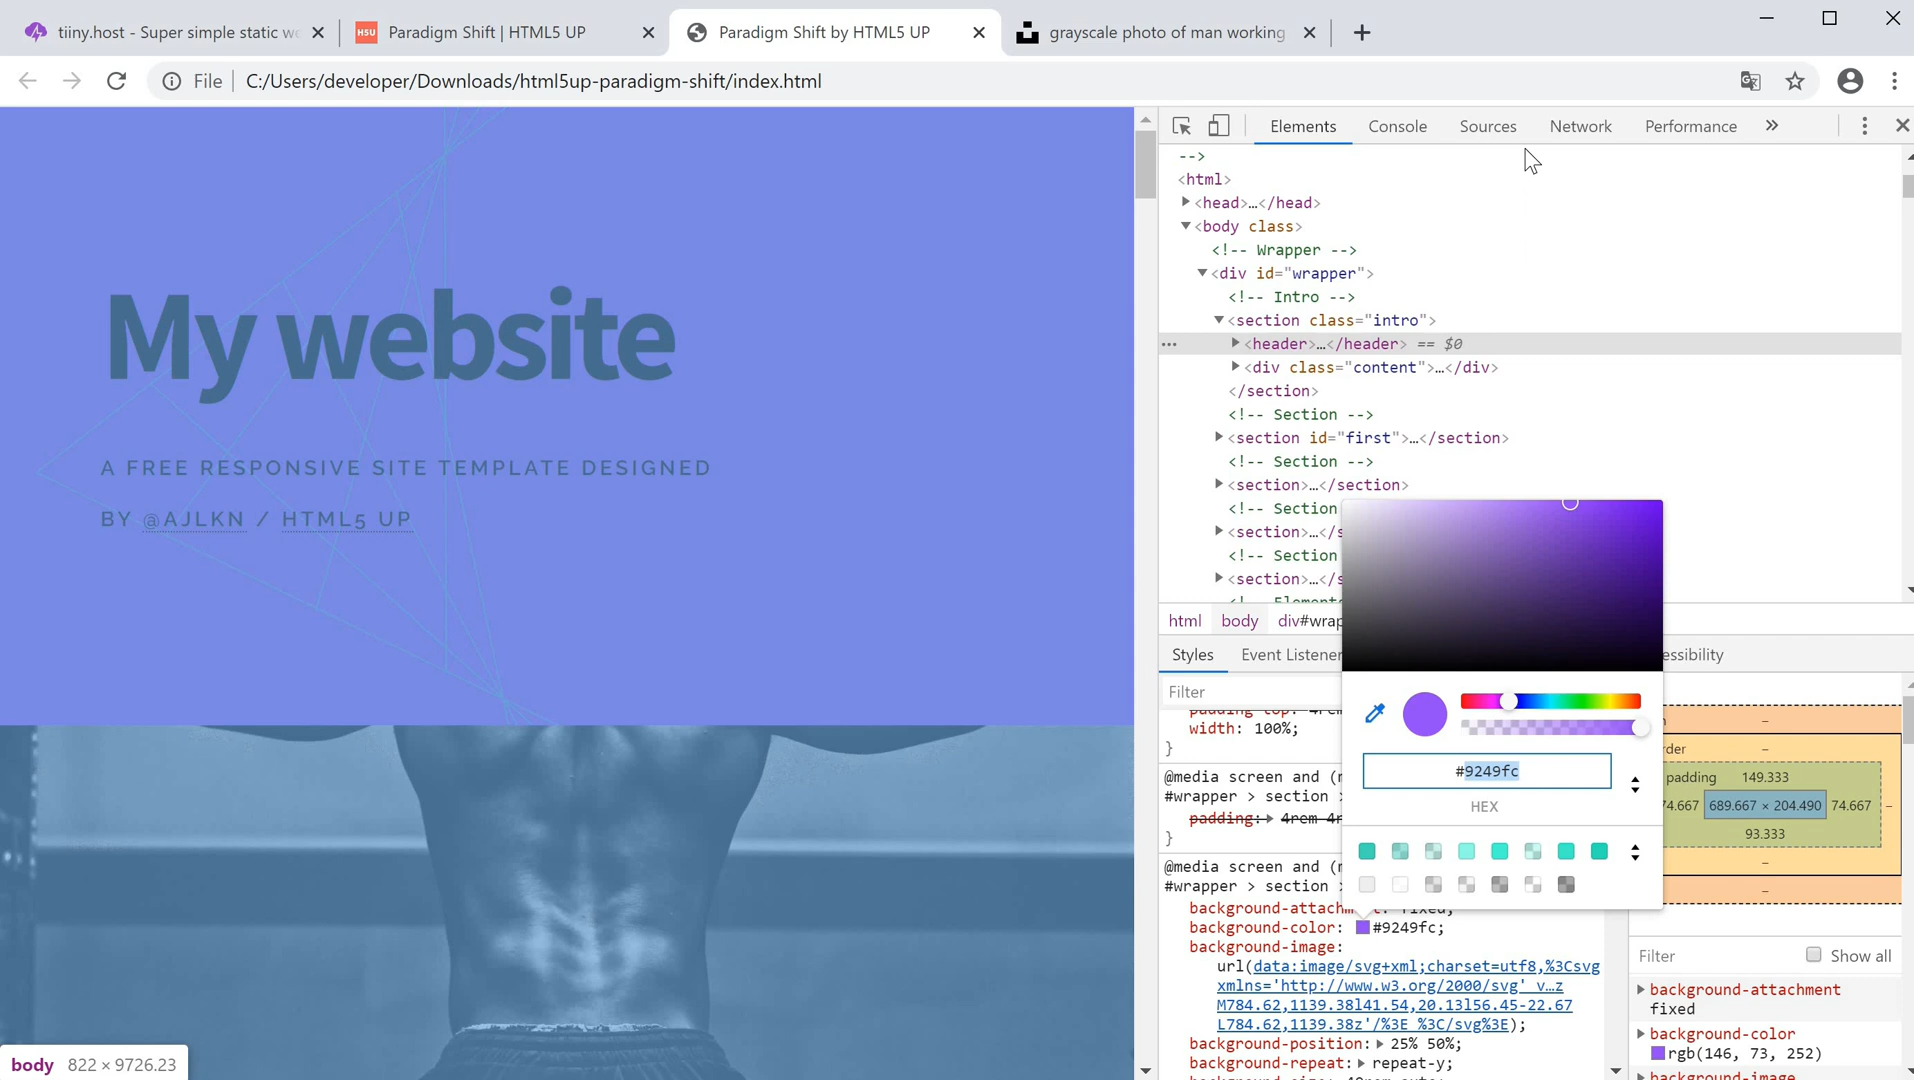 tiiny.host - Super simple static we
Paradigm Shift | HTML5 UP
Paradigm Shift by HTML5 UP
grayscale photo of man working
File
C:/Users/developer/Downloads/html5up-paradigm-shift/index.html
My website
A FREE RESPONSIVE SITE TEMPLATE DESIGNED
BY @AJLKN / HTML5 UP
body 822 × 9726.23
Elements Console Sources Network Performance »
-->
<html>
<head>…</head>
<body class>
<!-- Wrapper -->
<div id="wrapper">
<!-- Intro -->
<section class="intro">
<header>…</header> == $0
<div class="content">…</div>
</section>
<!-- Section -->
<section id="first">…</section>
<!-- Section -->
<section>…</section>
<!-- Section
<section>…</s
<!-- Section
<section>…</s
<!-- Elements
html body div#wrap
Styles Event Listener essibility
Filter
padding-top: 4rem
width: 100%;
}
@media screen and (m
#wrapper > section >
padding: 4rem 4r
}
@media screen and (m
#wrapper > section >
background-attachment: fixed;
background-color: #9249fc;
background-image:
url(data:image/svg+xml;charset=utf8,%3Csvg
xmlns='http://www.w3.org/2000/svg' v…z
M784.62,1139.38l41.54,20.13l56.45-22.67
L784.62,1139.38z'/%3E %3C/svg%3E);
background-position: 25% 50%;
background-repeat: repeat-y;
#9249fc
HEX
n –
rder –
padding 149.333
74.667 689.667 × 204.490 74.667 –
93.333
–
–
Filter Show all
background-attachment
fixed
background-color
rgb(146, 73, 252)
background-image